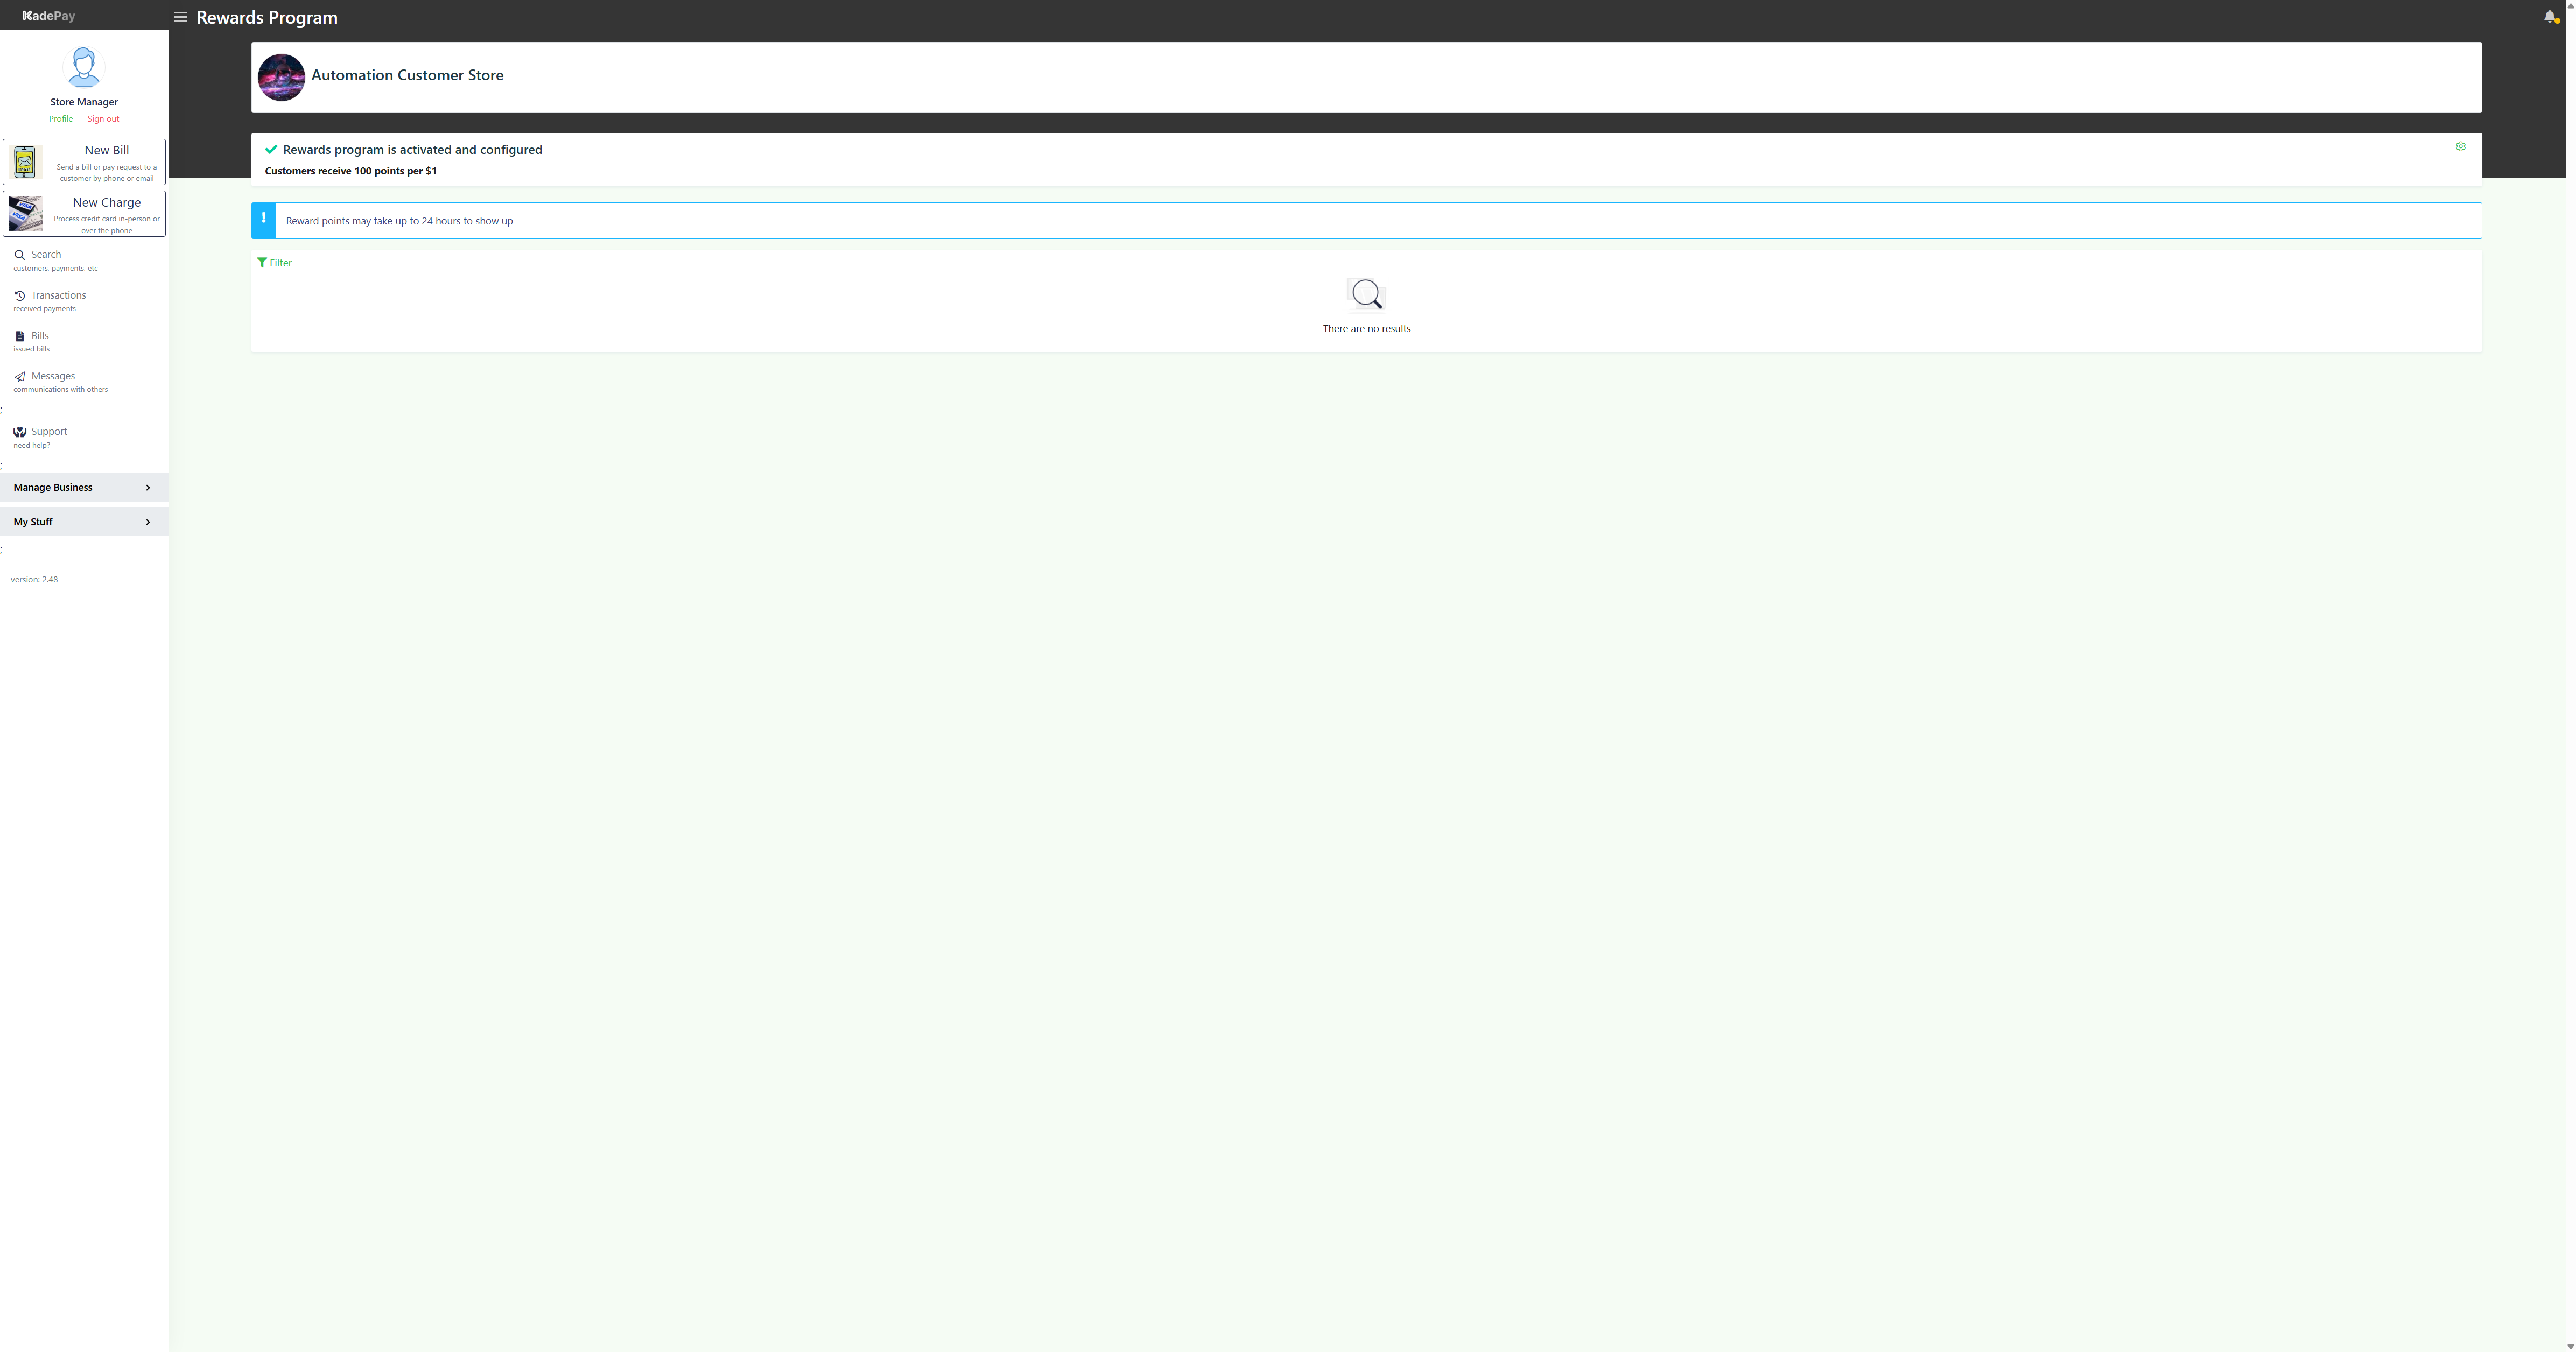 KadePay
Rewards Program
Store Manager
Profile Sign out
New Bill
Send a bill or pay request to a
customer by phone or email
New Charge
Process credit card in-person or
over the phone
Search
customers, payments, etc
Transactions
received payments
Bills
issued bills
Messages
communications with others
;
Support
need help?
;
Manage Business
My Stuff
;
version: 2.48
Automation Customer Store
Rewards program is activated and configured
Customers receive 100 points per $1
! Reward points may take up to 24 hours to show up
Filter
There are no results